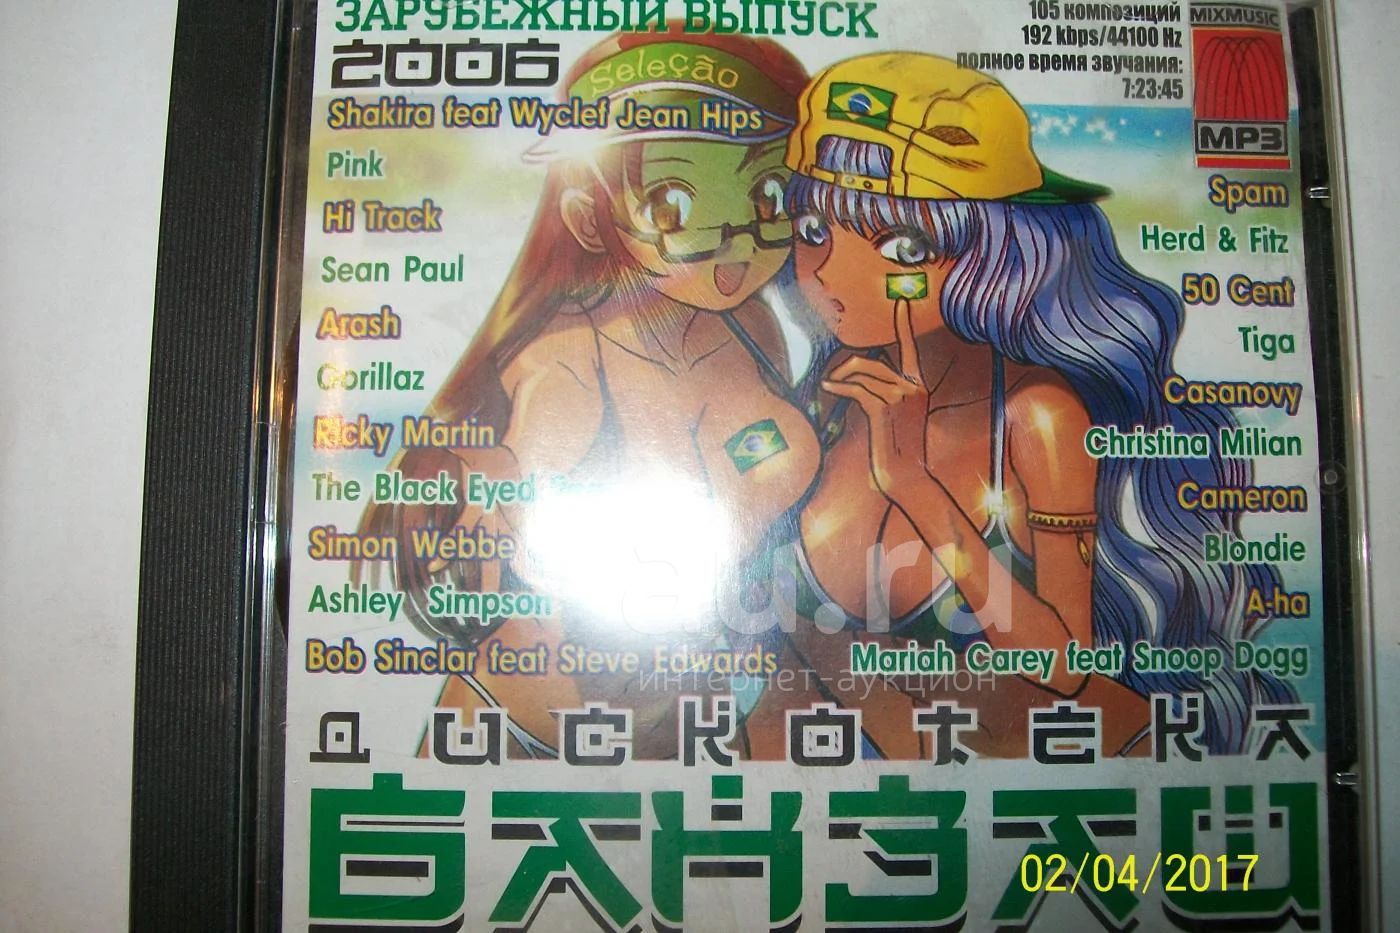 ЗАРУБЕЖНЫЙ ВЫПУСК
2006
105 композиций
192 kbps/44100 Hz
полное время звучания:
7:23:45
MIXMUSIC
MP3
Seleção
Shakira feat Wyclef Jean Hips
Pink
Hi Track
Sean Paul
Arash
Gorillaz
Ricky Martin
The Black Eyed
Simon Webbe
Ashley Simpson
Bob Sinclar feat Steve Edwards
Spam
Herd & Fitz
50 Cent
Tiga
Casanovy
Christina Milian
Cameron
Blondie
A-ha
Mariah Carey feat Snoop Dogg
au.ru
интернет-аукцион
ДИСКОТЕКА
БАНЗАЙ
02/04/2017